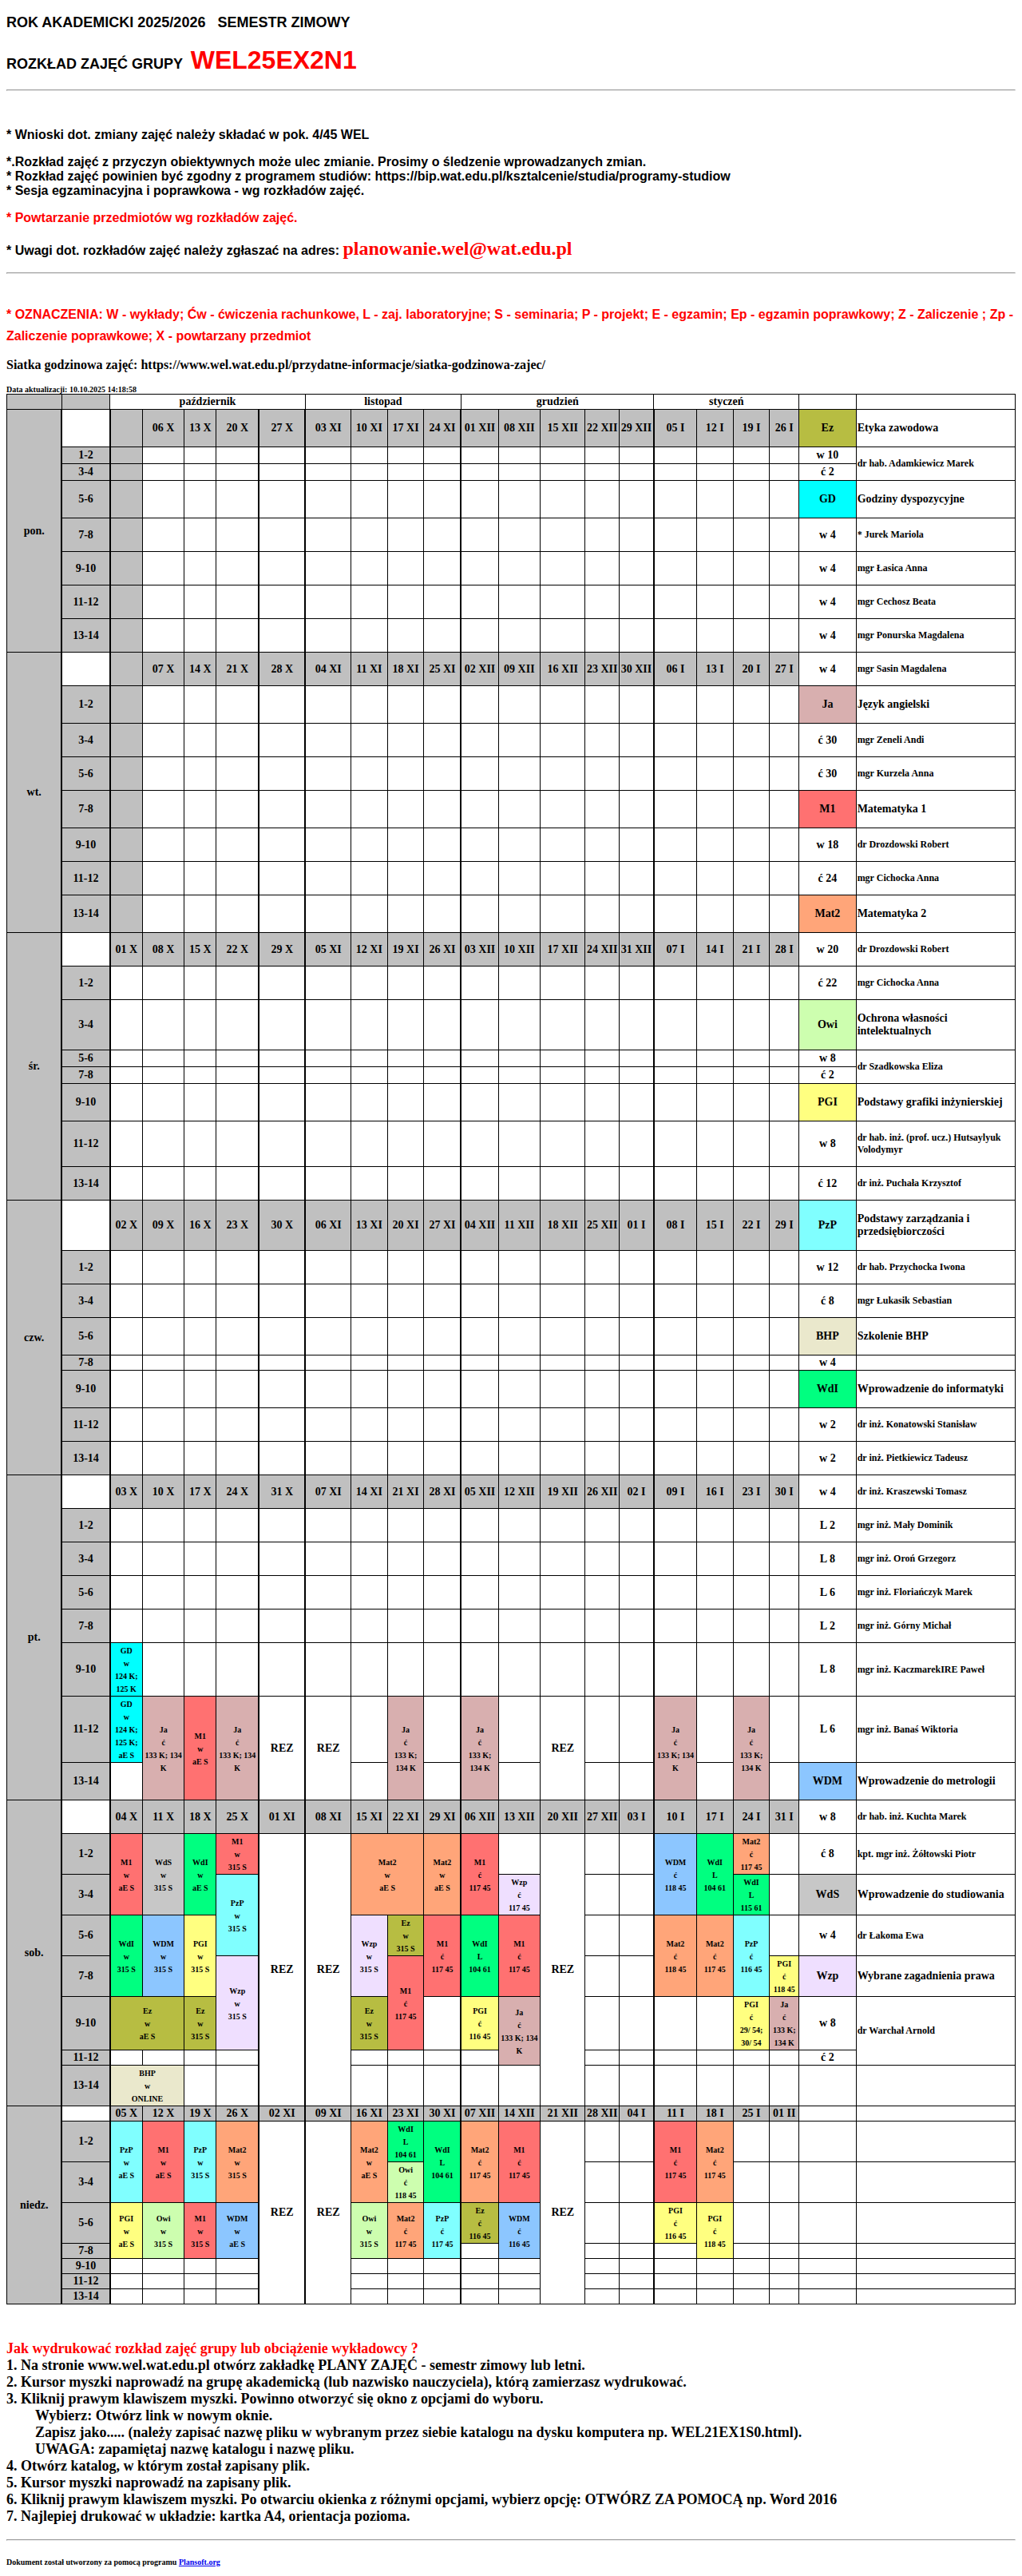 ROK AKADEMICKI 2025/2026 SEMESTR ZIMOWY
ROZKŁAD ZAJĘĆ GRUPY WEL25EX2N1
* Wnioski dot. zmiany zajęć należy składać w pok. 4/45 WEL
*.Rozkład zajęć z przyczyn obiektywnych może ulec zmianie. Prosimy o śledzenie wprowadzanych zmian.
* Rozkład zajęć powinien być zgodny z programem studiów: https://bip.wat.edu.pl/ksztalcenie/studia/programy-studiow
* Sesja egzaminacyjna i poprawkowa - wg rozkładów zajęć.
* Powtarzanie przedmiotów wg rozkładów zajęć.
* Uwagi dot. rozkładów zajęć należy zgłaszać na adres: planowanie.wel@wat.edu.pl
* OZNACZENIA: W - wykłady; Ćw - ćwiczenia rachunkowe, L - zaj. laboratoryjne; S - seminaria; P - projekt; E - egzamin; Ep - egzamin poprawkowy; Z - Zaliczenie ; Zp -
Zaliczenie poprawkowe; X - powtarzany przedmiot
Siatka godzinowa zajęć: https://www.wel.wat.edu.pl/przydatne-informacje/siatka-godzinowa-zajec/
Data aktualizacji: 10.10.2025 14:18:58
październik listopad grudzień styczeń
pon. 06 X 13 X 20 X 27 X 03 XI 10 XI 17 XI 24 XI 01 XII 08 XII 15 XII 22 XII 29 XII 05 I 12 I 19 I 26 I Ez Etyka zawodowa
1-2 w 10 dr hab. Adamkiewicz Marek
3-4 ć 2
5-6 GD Godziny dyspozycyjne
7-8 w 4 * Jurek Mariola
9-10 w 4 mgr Łasica Anna
11-12 w 4 mgr Cechosz Beata
13-14 w 4 mgr Ponurska Magdalena
wt. 07 X 14 X 21 X 28 X 04 XI 11 XI 18 XI 25 XI 02 XII 09 XII 16 XII 23 XII 30 XII 06 I 13 I 20 I 27 I w 4 mgr Sasin Magdalena
1-2 Ja Język angielski
3-4 ć 30 mgr Zeneli Andi
5-6 ć 30 mgr Kurzela Anna
7-8 M1 Matematyka 1
9-10 w 18 dr Drozdowski Robert
11-12 ć 24 mgr Cichocka Anna
13-14 Mat2 Matematyka 2
śr. 01 X 08 X 15 X 22 X 29 X 05 XI 12 XI 19 XI 26 XI 03 XII 10 XII 17 XII 24 XII 31 XII 07 I 14 I 21 I 28 I w 20 dr Drozdowski Robert
1-2 ć 22 mgr Cichocka Anna
3-4 Owi Ochrona własności
intelektualnych
5-6 w 8 dr Szadkowska Eliza
7-8 ć 2
9-10 PGI Podstawy grafiki inżynierskiej
11-12 w 8 dr hab. inż. (prof. ucz.) Hutsaylyuk
Volodymyr
13-14 ć 12 dr inż. Puchała Krzysztof
czw. 02 X 09 X 16 X 23 X 30 X 06 XI 13 XI 20 XI 27 XI 04 XII 11 XII 18 XII 25 XII 01 I 08 I 15 I 22 I 29 I PzP Podstawy zarządzania i
przedsiębiorczości
1-2 w 12 dr hab. Przychocka Iwona
3-4 ć 8 mgr Łukasik Sebastian
5-6 BHP Szkolenie BHP
7-8 w 4
9-10 WdI Wprowadzenie do informatyki
11-12 w 2 dr inż. Konatowski Stanisław
13-14 w 2 dr inż. Pietkiewicz Tadeusz
pt. 03 X 10 X 17 X 24 X 31 X 07 XI 14 XI 21 XI 28 XI 05 XII 12 XII 19 XII 26 XII 02 I 09 I 16 I 23 I 30 I w 4 dr inż. Kraszewski Tomasz
1-2 L 2 mgr inż. Mały Dominik
3-4 L 8 mgr inż. Oroń Grzegorz
5-6 L 6 mgr inż. Floriańczyk Marek
7-8 L 2 mgr inż. Górny Michał
9-10 GD w 124 K; 125 K L 8 mgr inż. KaczmarekIRE Paweł
11-12 GD w 124 K; 125 K; aE S Ja ć 133 K; 134 K M1 w aE S Ja ć 133 K; 134 K REZ REZ Ja ć 133 K; 134 K Ja ć 133 K; 134 K REZ Ja ć 133 K; 134 K Ja ć 133 K; 134 K L 6 mgr inż. Banaś Wiktoria
13-14 WDM Wprowadzenie do metrologii
sob. 04 X 11 X 18 X 25 X 01 XI 08 XI 15 XI 22 XI 29 XI 06 XII 13 XII 20 XII 27 XII 03 I 10 I 17 I 24 I 31 I w 8 dr hab. inż. Kuchta Marek
1-2 M1 w aE S WdS w 315 S WdI w aE S M1 w 315 S REZ REZ Mat2 w aE S Mat2 w aE S M1 ć 117 45 REZ WDM ć 118 45 WdI L 104 61 Mat2 ć 117 45 ć 8 kpt. mgr inż. Żółtowski Piotr
3-4 PzP w 315 S Wzp ć 117 45 WdI L 115 61 WdS Wprowadzenie do studiowania
5-6 WdI w 315 S WDM w 315 S PGI w 315 S Wzp w 315 S Ez w 315 S M1 ć 117 45 WdI L 104 61 M1 ć 117 45 Mat2 ć 118 45 Mat2 ć 117 45 PzP ć 116 45 w 4 dr Łakoma Ewa
7-8 Wzp w 315 S M1 ć 117 45 PGI ć 118 45 Wzp Wybrane zagadnienia prawa
9-10 Ez w aE S Ez w 315 S Ez w 315 S PGI ć 116 45 Ja ć 133 K; 134 K PGI ć 29/ 54; 30/ 54 Ja ć 133 K; 134 K w 8 dr Warchał Arnold
11-12 ć 2
13-14 BHP w ONLINE
niedz. 05 X 12 X 19 X 26 X 02 XI 09 XI 16 XI 23 XI 30 XI 07 XII 14 XII 21 XII 28 XII 04 I 11 I 18 I 25 I 01 II
1-2 PzP w aE S M1 w aE S PzP w 315 S Mat2 w 315 S REZ REZ Mat2 w aE S WdI L 104 61 WdI L 104 61 Mat2 ć 117 45 M1 ć 117 45 REZ M1 ć 117 45 Mat2 ć 117 45
3-4 Owi ć 118 45
5-6 PGI w aE S Owi w 315 S M1 w 315 S WDM w aE S Owi w 315 S Mat2 ć 117 45 PzP ć 117 45 Ez ć 116 45 WDM ć 116 45 PGI ć 116 45 PGI ć 118 45
7-8
9-10
11-12
13-14
Jak wydrukować rozkład zajęć grupy lub obciążenie wykładowcy ?
1. Na stronie www.wel.wat.edu.pl otwórz zakładkę PLANY ZAJĘĆ - semestr zimowy lub letni.
2. Kursor myszki naprowadź na grupę akademicką (lub nazwisko nauczyciela), którą zamierzasz wydrukować.
3. Kliknij prawym klawiszem myszki. Powinno otworzyć się okno z opcjami do wyboru.
Wybierz: Otwórz link w nowym oknie.
Zapisz jako..... (należy zapisać nazwę pliku w wybranym przez siebie katalogu na dysku komputera np. WEL21EX1S0.html).
UWAGA: zapamiętaj nazwę katalogu i nazwę pliku.
4. Otwórz katalog, w którym został zapisany plik.
5. Kursor myszki naprowadź na zapisany plik.
6. Kliknij prawym klawiszem myszki. Po otwarciu okienka z różnymi opcjami, wybierz opcję: OTWÓRZ ZA POMOCĄ np. Word 2016
7. Najlepiej drukować w układzie: kartka A4, orientacja pozioma.
Dokument został utworzony za pomocą programu Plansoft.org